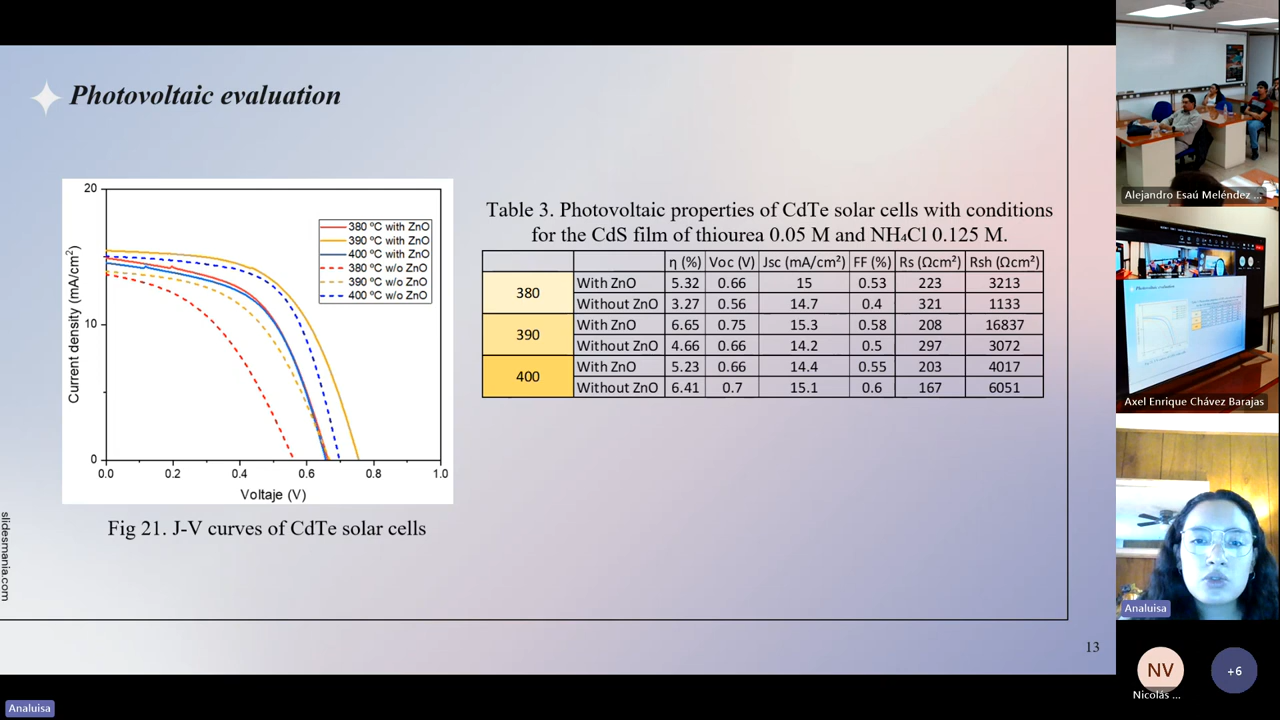 Photovoltaic evaluation
20
10
0
0.0 0.2 0.4 0.6 0.8 1.0
Current density (mA/cm²)
Voltaje (V)
380 ºC with ZnO
390 ºC with ZnO
400 ºC with ZnO
380 ºC w/o ZnO
390 ºC w/o ZnO
400 ºC w/o ZnO
Fig 21. J-V curves of CdTe solar cells
Table 3. Photovoltaic properties of CdTe solar cells with conditions
for the CdS film of thiourea 0.05 M and NH₄Cl 0.125 M.
η (%) Voc (V) Jsc (mA/cm²) FF (%) Rs (Ωcm²) Rsh (Ωcm²)
380 With ZnO 5.32 0.66 15 0.53 223 3213
Without ZnO 3.27 0.56 14.7 0.4 321 1133
390 With ZnO 6.65 0.75 15.3 0.58 208 16837
Without ZnO 4.66 0.66 14.2 0.5 297 3072
400 With ZnO 5.23 0.66 14.4 0.55 203 4017
Without ZnO 6.41 0.7 15.1 0.6 167 6051
slidesmania.com
13
Analuisa
Alejandro Esaú Meléndez ...
Photovoltaic evaluation
Axel Enrique Chávez Barajas
Analuisa
NV
Nicolás ...
+6